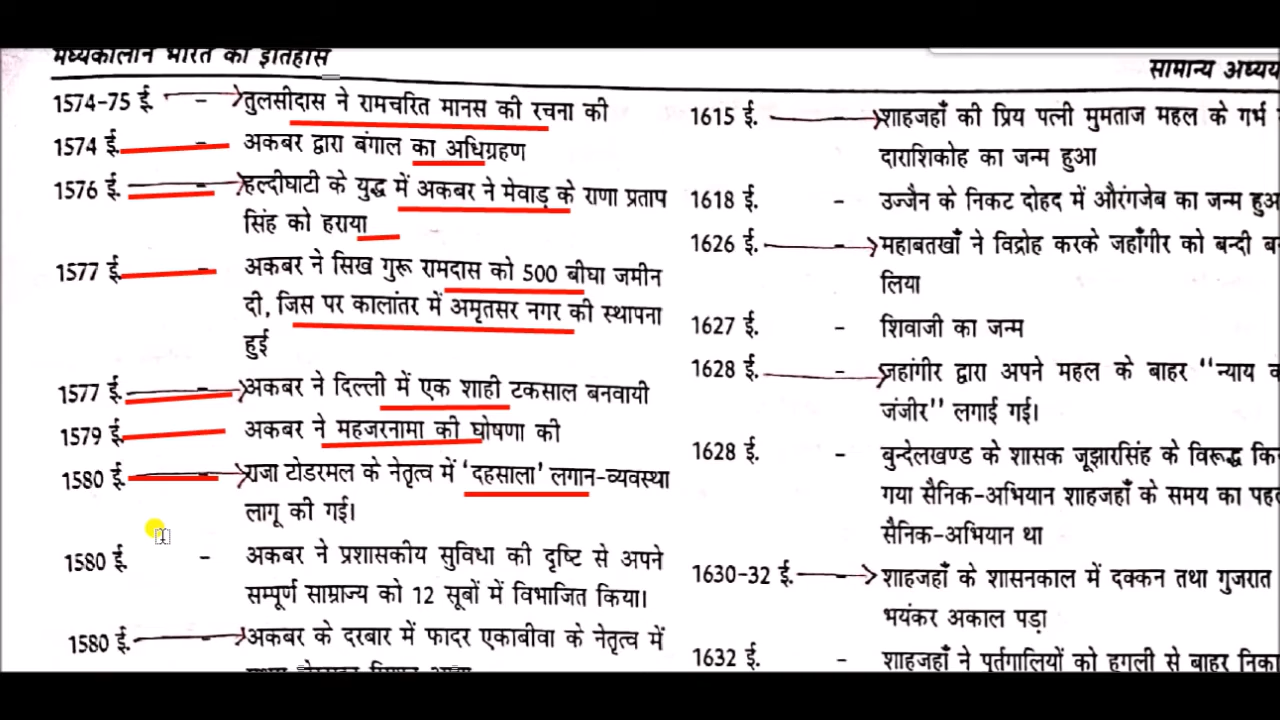 मध्यकालीन भारत का इतिहास
सामान्य अध्यय
1574-75 ई. - तुलसीदास ने रामचरित मानस की रचना की
1574 ई. - अकबर द्वारा बंगाल का अधिग्रहण
1576 ई. - हल्दीघाटी के युद्ध में अकबर ने मेवाड़ के राणा प्रताप
सिंह को हराया
1577 ई. - अकबर ने सिख गुरू रामदास को 500 बीघा जमीन
दी, जिस पर कालांतर में अमृतसर नगर की स्थापना
हुई
1577 ई. - अकबर ने दिल्ली में एक शाही टकसाल बनवायी
1579 ई. - अकबर ने महजरनामा की घोषणा की
1580 ई. - राजा टोडरमल के नेतृत्व में 'दहसाला' लगान-व्यवस्था
लागू की गई।
1580 ई. - अकबर ने प्रशासकीय सुविधा की दृष्टि से अपने
सम्पूर्ण साम्राज्य को 12 सूबों में विभाजित किया।
1580 ई. - अकबर के दरबार में फादर एकाबीवा के नेतृत्व में
1615 ई. - शाहजहाँ की प्रिय पत्नी मुमताज महल के गर्भ
दाराशिकोह का जन्म हुआ
1618 ई. - उज्जैन के निकट दोहद में औरंगजेब का जन्म हुआ
1626 ई. - महाबतखाँ ने विद्रोह करके जहाँगीर को बन्दी
लिया
1627 ई. - शिवाजी का जन्म
1628 ई. - जहांगीर द्वारा अपने महल के बाहर "न्याय
जंजीर" लगाई गई।
1628 ई. - बुन्देलखण्ड के शासक जूझारसिंह के विरूद्ध
गया सैनिक-अभियान शाहजहाँ के समय का
सैनिक-अभियान था
1630-32 ई. - शाहजहाँ के शासनकाल में दक्कन तथा गुजरात
भयंकर अकाल पड़ा
1632 ई. - शाहजहाँ ने पुर्तगालियों को हुगली से बाहर